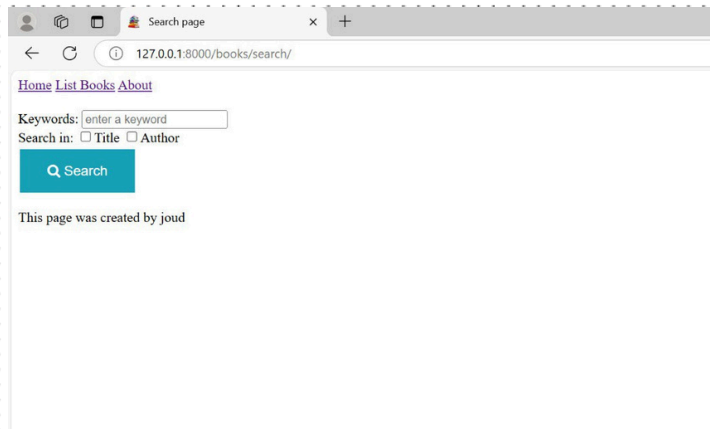 Search page
127.0.0.1:8000/books/search/
Home List Books About
Keywords: enter a keyword
Search in: Title Author
Search
This page was created by joud